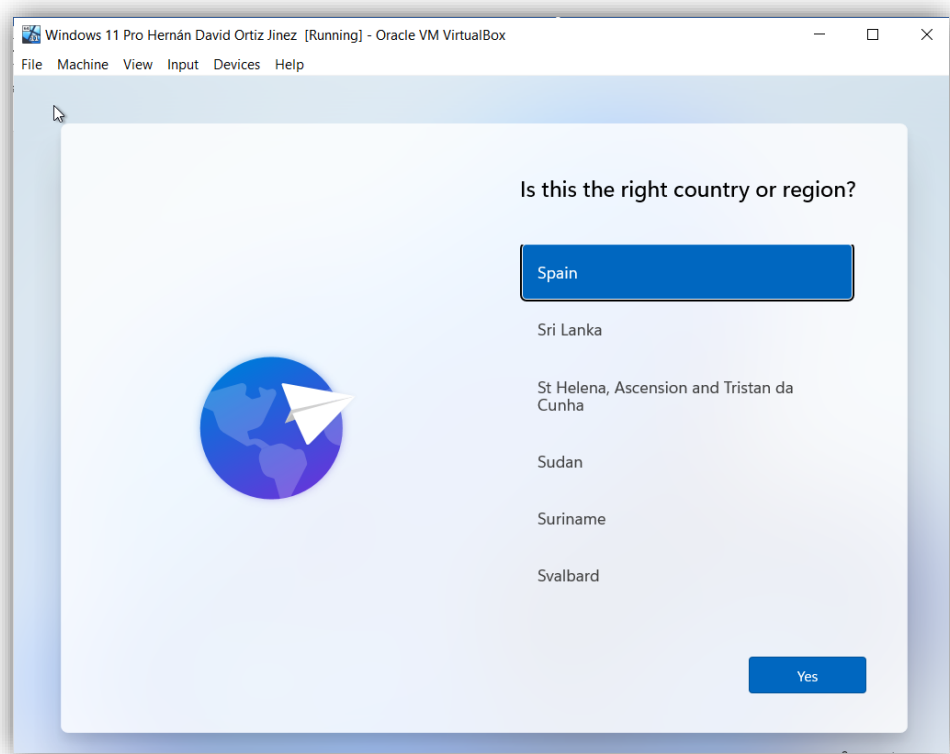 Windows 11 Pro Hernán David Ortiz Jinez [Running] - Oracle VM VirtualBox
File Machine View Input Devices Help
Is this the right country or region?
Spain
Sri Lanka
St Helena, Ascension and Tristan da
Cunha
Sudan
Suriname
Svalbard
Yes